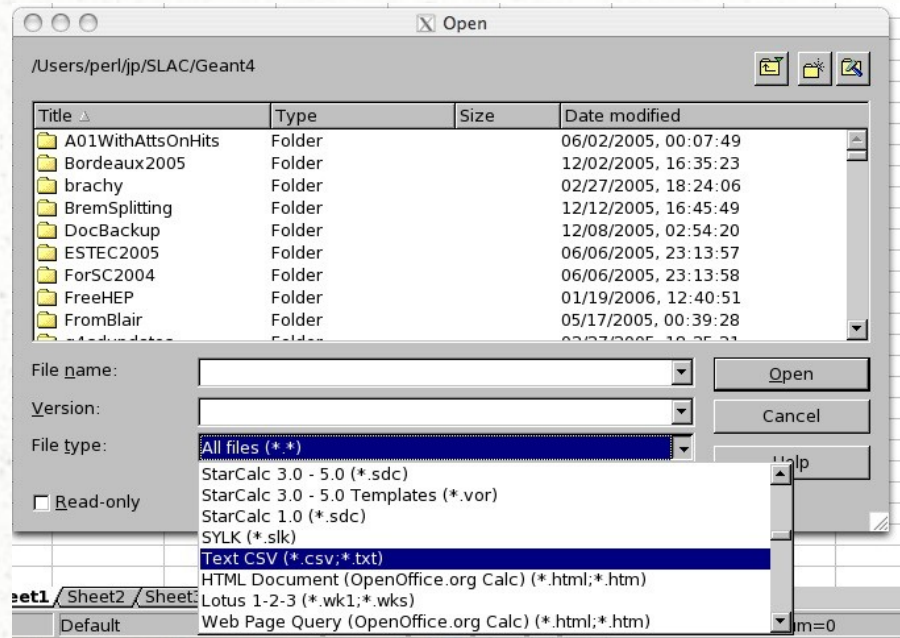 X Open
/Users/perl/jp/SLAC/Geant4
Title Type Size Date modified
A01WithAttsOnHits Folder 06/02/2005, 00:07:49
Bordeaux2005 Folder 12/02/2005, 16:35:23
brachy Folder 02/27/2005, 18:24:06
BremSplitting Folder 12/12/2005, 16:45:49
DocBackup Folder 12/08/2005, 02:54:20
ESTEC2005 Folder 06/06/2005, 23:13:57
ForSC2004 Folder 06/06/2005, 23:13:58
FreeHEP Folder 01/19/2006, 12:40:51
FromBlair Folder 05/17/2005, 00:39:28
File name: Open
Version: Cancel
File type: All files (*.*)
StarCalc 3.0 - 5.0 (*.sdc)
StarCalc 3.0 - 5.0 Templates (*.vor)
Read-only
StarCalc 1.0 (*.sdc)
SYLK (*.slk)
Text CSV (*.csv;*.txt)
HTML Document (OpenOffice.org Calc) (*.html;*.htm)
Lotus 1-2-3 (*.wk1;*.wks)
Web Page Query (OpenOffice.org Calc) (*.html;*.htm)
eet1 Sheet2 Sheet3
Default um=0